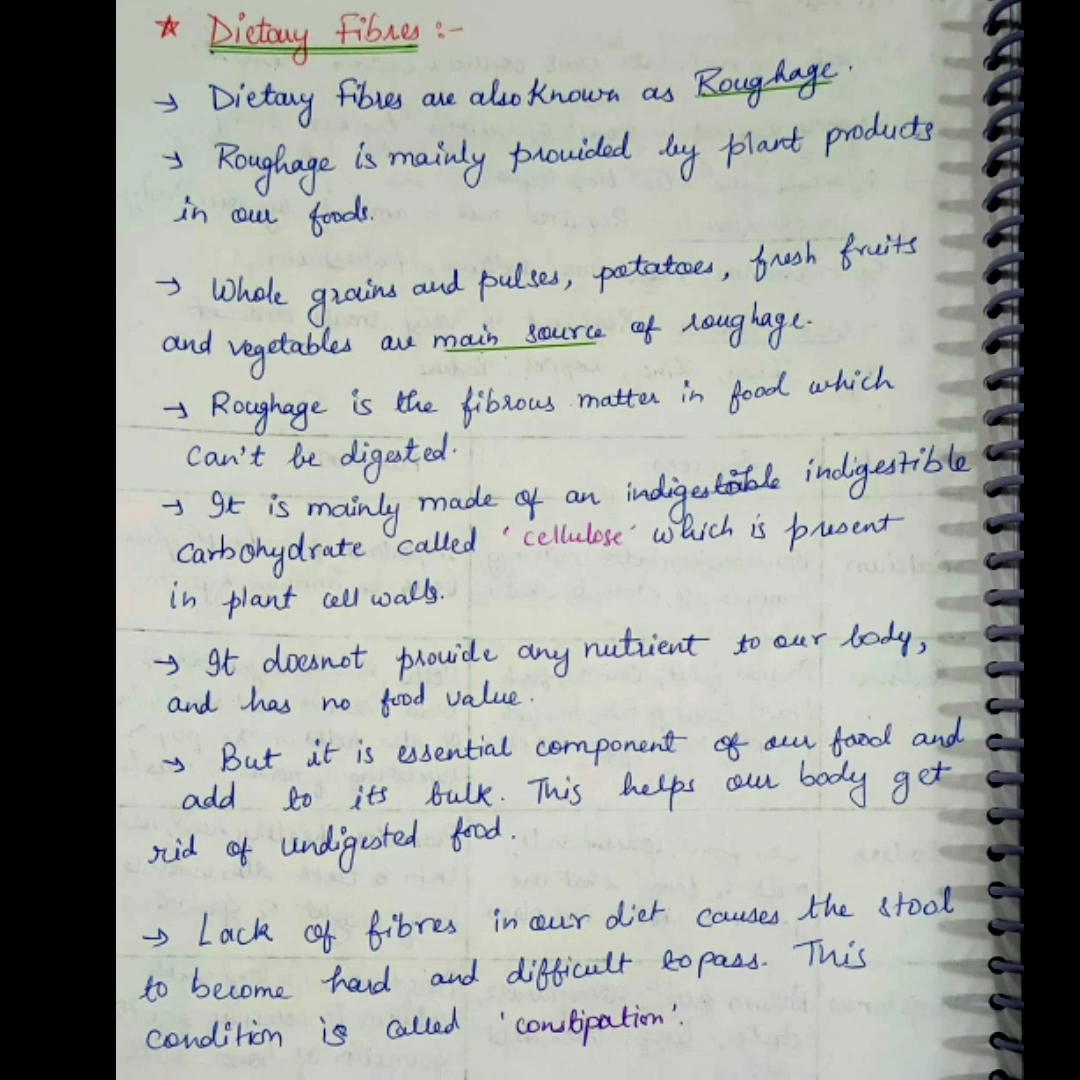 ★ Dietary Fibres :-
→ Dietary Fibres are also known as Roughage.
→ Roughage is mainly provided by plant products
in our foods.
→ Whole grains and pulses, potatoes, fresh fruits
and vegetables are main source of roughage.
→ Roughage is the fibrous matter in food which
can't be digested.
→ It is mainly made of an indigestible indigestible
carbohydrate called 'cellulose' which is present
in plant cell walls.
→ It doesnot provide any nutrient to our body,
and has no food value.
→ But it is essential component of our food and
add to its bulk. This helps our body get
rid of undigested food.
→ Lack of fibres in our diet causes the stool
to become hard and difficult to pass. This
condition is called 'constipation'.